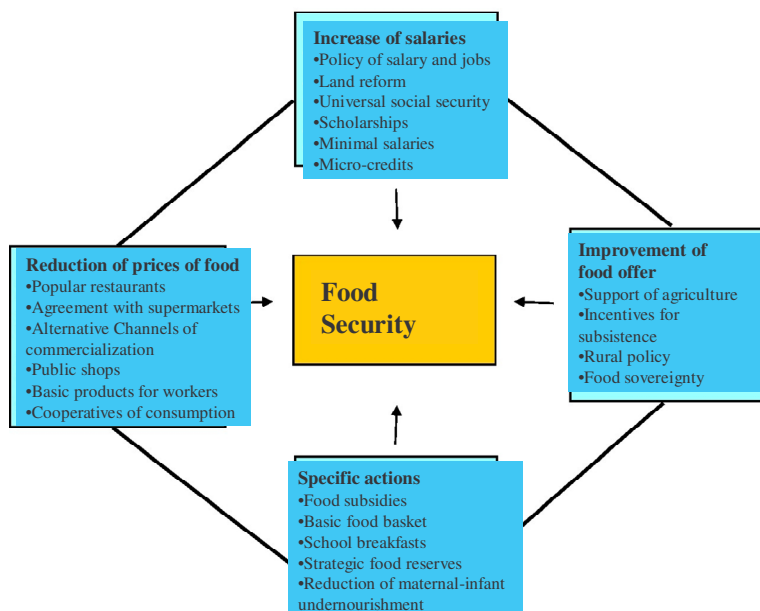 Increase of salaries
•Policy of salary and jobs
•Land reform
•Universal social security
•Scholarships
•Minimal salaries
•Micro-credits
Reduction of prices of food
•Popular restaurants
•Agreement with supermarkets
•Alternative Channels of
commercialization
•Public shops
•Basic products for workers
•Cooperatives of consumption
Food
Security
Improvement of
food offer
•Support of agriculture
•Incentives for
subsistence
•Rural policy
•Food sovereignty
Specific actions
•Food subsidies
•Basic food basket
•School breakfasts
•Strategic food reserves
•Reduction of maternal-infant
undernourishment